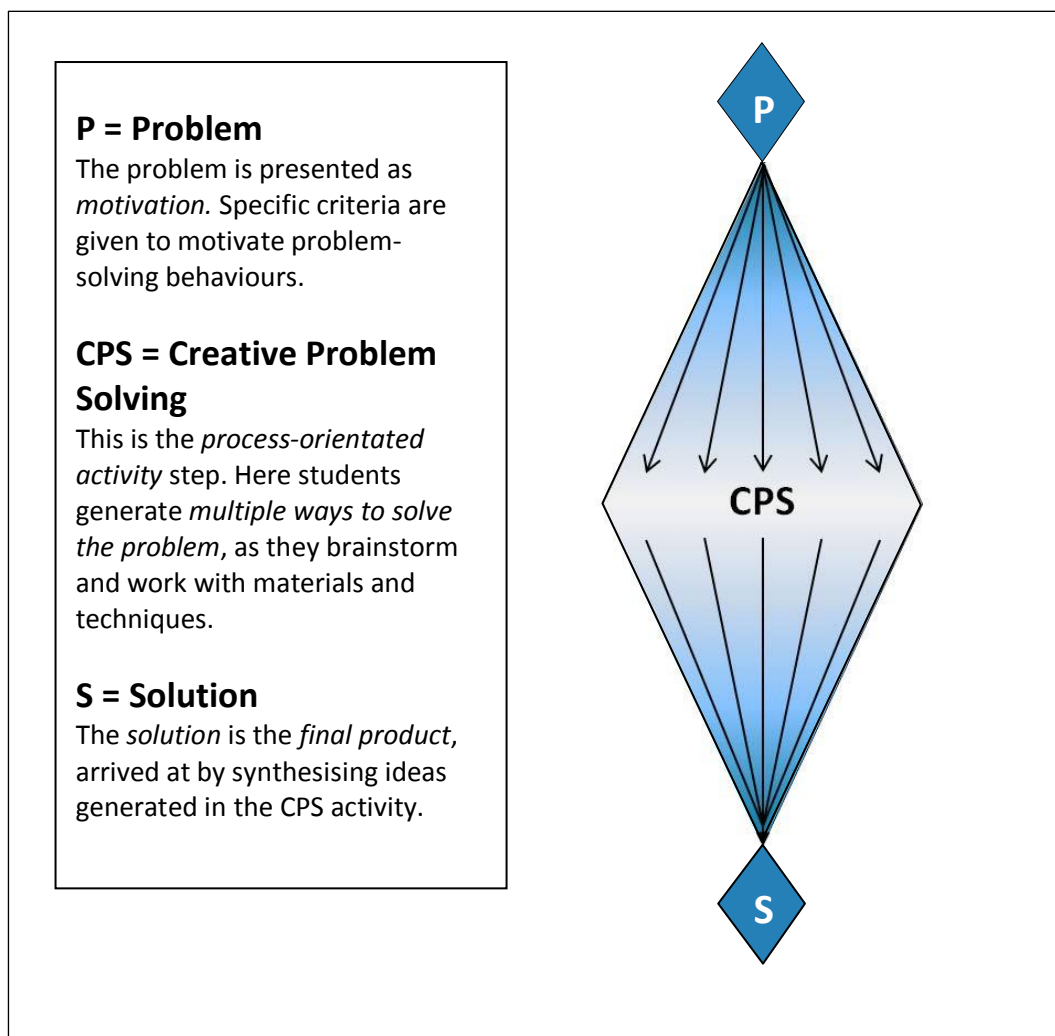 P = Problem
The problem is presented as
motivation. Specific criteria are
given to motivate problem-
solving behaviours.
CPS = Creative Problem
Solving
This is the process-orientated
activity step. Here students
generate multiple ways to solve
the problem, as they brainstorm
and work with materials and
techniques.
S = Solution
The solution is the final product,
arrived at by synthesising ideas
generated in the CPS activity.
P
CPS
S